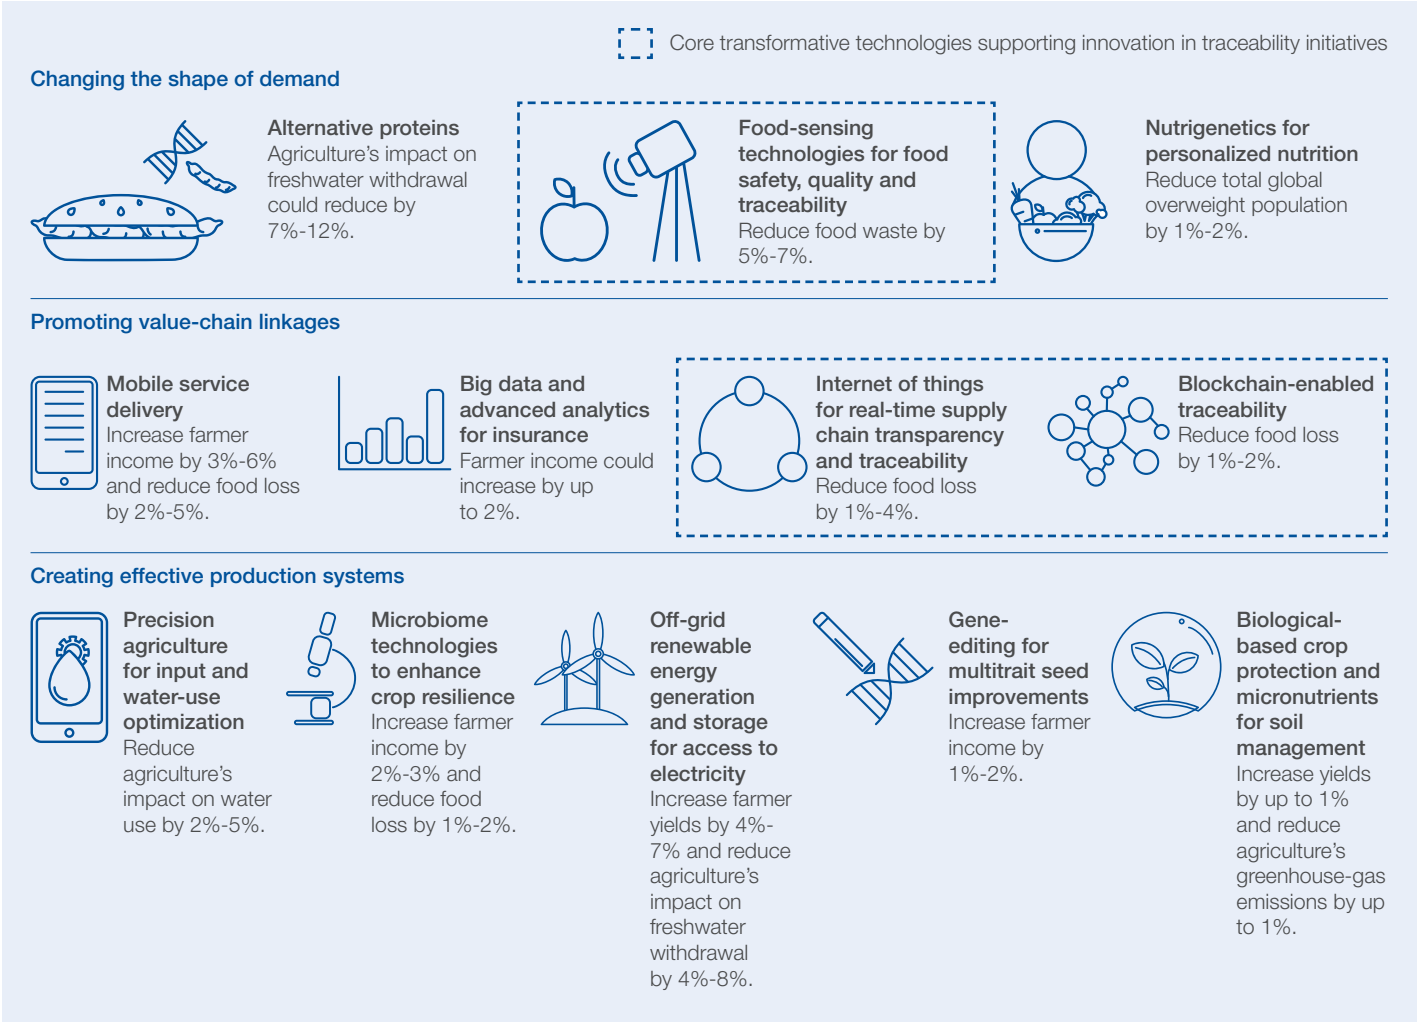 Core transformative technologies supporting innovation in traceability initiatives
Changing the shape of demand
Alternative proteins
Agriculture's impact on
freshwater withdrawal
could reduce by
7%-12%.
Food-sensing
technologies for food
safety, quality and
traceability
Reduce food waste by
5%-7%.
Nutrigenetics for
personalized nutrition
Reduce total global
overweight population
by 1%-2%.
Promoting value-chain linkages
Mobile service
delivery
Increase farmer
income by 3%-6%
and reduce food loss
by 2%-5%.
Big data and
advanced analytics
for insurance
Farmer income could
increase by up
to 2%.
Internet of things
for real-time supply
chain transparency
and traceability
Reduce food loss
by 1%-4%.
Blockchain-enabled
traceability
Reduce food loss
by 1%-2%.
Creating effective production systems
Precision
agriculture
for input and
water-use
optimization
Reduce
agriculture's
impact on water
use by 2%-5%.
Microbiome
technologies
to enhance
crop resilience
Increase farmer
income by
2%-3% and
reduce food
loss by 1%-2%.
Off-grid
renewable
energy
generation
and storage
for access to
electricity
Increase farmer
yields by 4%-
7% and reduce
agriculture's
impact on
freshwater
withdrawal
by 4%-8%.
Gene-
editing for
multitrait seed
improvements
Increase farmer
income by
1%-2%.
Biological-
based crop
protection and
micronutrients
for soil
management
Increase yields
by up to 1%
and reduce
agriculture's
greenhouse-gas
emissions by up
to 1%.